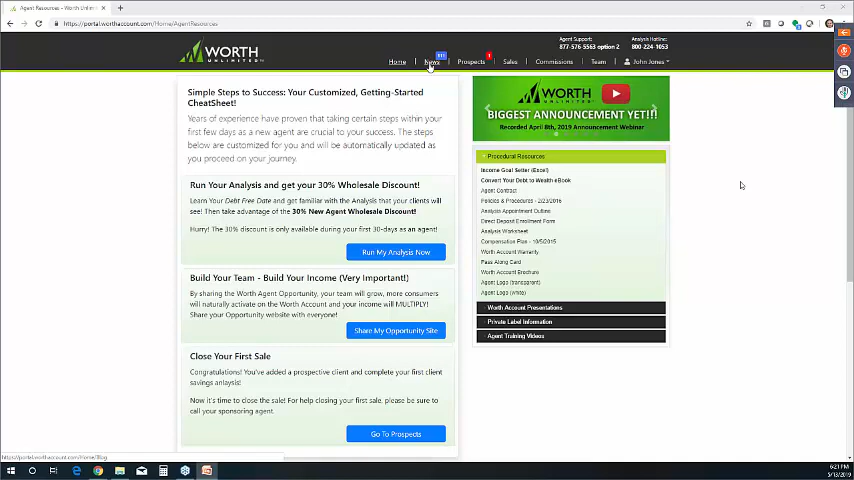 Agent Resources - Worth Unlimit
https://portal.worthaccount.com/Home/AgentResources
WORTH
UNLIMITED
Agent Support:
877-576 5563 option 2
Analysis Hotline:
800-224-1053
Home | News | Prospects 1 | Sales | Commissions | Team | John Jones
Simple Steps to Success: Your Customized, Getting-Started
CheatSheet!
Years of experience have proven that taking certain steps within your
first few days as a new agent are crucial to your success. The steps
below are customized for you and will be automatically updated as
you proceed on your journey.
Run Your Analysis and get your 30% Wholesale Discount!
Learn Your Debt Free Date and get familiar with the Analysis that your clients will
see! Then take advantage of the 30% New Agent Wholesale Discount!
Hurry! The 30% discount is only available during your first 30-days as an agent!
Run My Analysis Now
Build Your Team - Build Your Income (Very Important!)
By sharing the Worth Agent Opportunity, your team will grow, more consumers
will naturally activate on the Worth Account and your income will MULTIPLY!
Share your Opportunity website with everyone!
Share My Opportunity Site
Close Your First Sale
Congratulations! You've added a prospective client and complete your first client
savings anlaysis!
Now it's time to close the sale! For help closing your first sale, please be sure to
call your sponsoring agent.
Go To Prospects
WORTH
UNLIMITED
BIGGEST ANNOUNCEMENT YET!!!
Recorded April 8th, 2019 Announcement Webinar
Procedural Resources
Income Goal Setter (Excel)
Convert Your Debt to Wealth eBook
Agent Contract
Policies & Procedures - 2/23/2016
Analysis Appointment Outline
Direct Deposit Enrollment Form
Analysis Worksheet
Compensation Plan - 10/5/2015
Worth Account Warranty
Pass Along Card
Worth Account Brochure
Agent Logo (transparent)
Agent Logo (white)
Worth Account Presentations
Private Label Information
Agent Training Videos
https://portal.worthaccount.com/Home/Blog
6:21 PM
5/13/2019